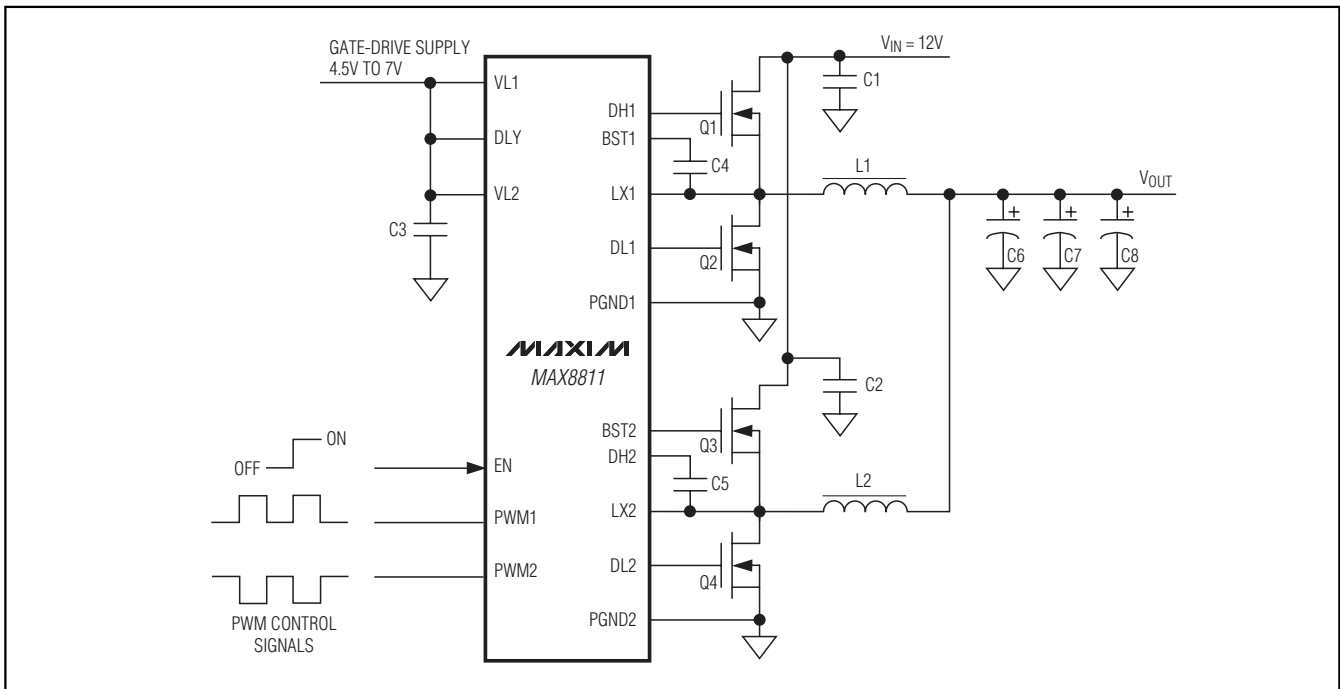 GATE-DRIVE SUPPLY
4.5V TO 7V
VIN = 12V
VL1
C1
DH1
Q1
BST1
DLY
C4
L1
VOUT
VL2
LX1
C3
DL1
Q2
C6
C7
C8
PGND1
MAXIM
MAX8811
C2
BST2
Q3
DH2
ON
OFF
EN
C5
L2
LX2
PWM1
DL2
Q4
PWM2
PGND2
PWM CONTROL
SIGNALS
+
+
+